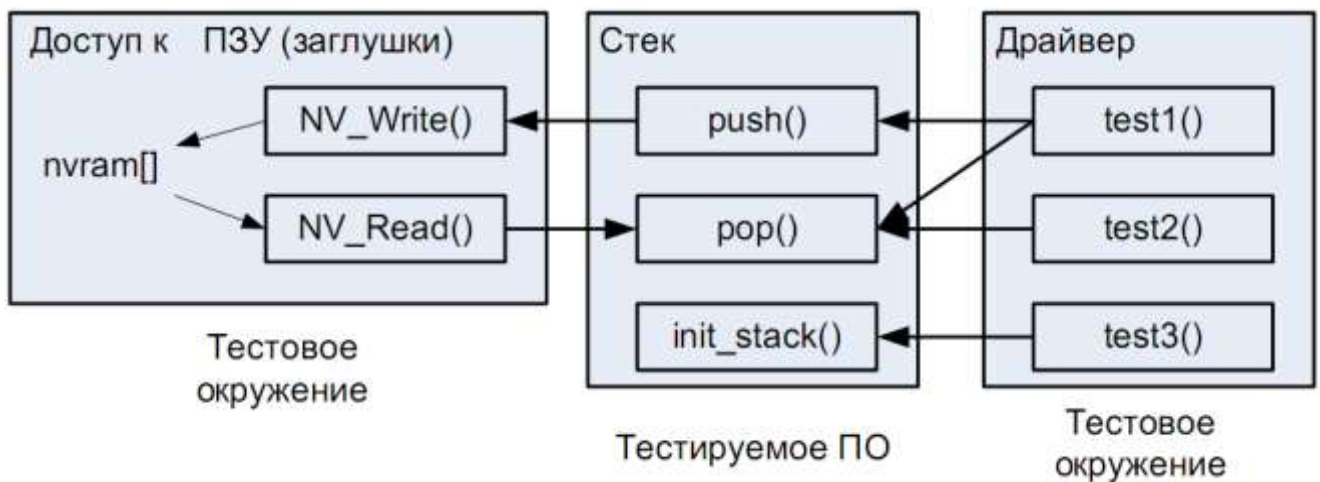 Доступ к ПЗУ (заглушки)
NV_Write()
nvram[]
NV_Read()
Тестовое
окружение
Стек
push()
pop()
init_stack()
Тестируемое ПО
Драйвер
test1()
test2()
test3()
Тестовое
окружение